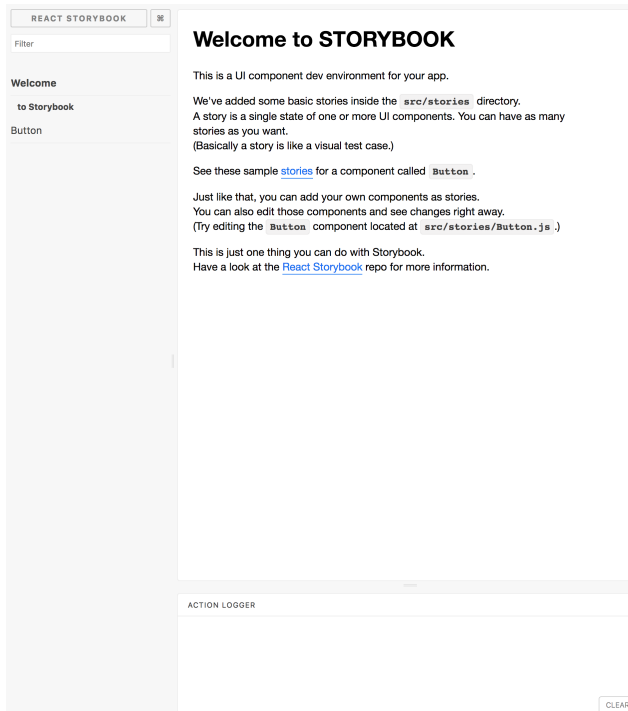 REACT STORYBOOK
⌘
Filter
Welcome
to Storybook
Button
Welcome to STORYBOOK
This is a UI component dev environment for your app.
We've added some basic stories inside the src/stories directory.
A story is a single state of one or more UI components. You can have as many
stories as you want.
(Basically a story is like a visual test case.)
See these sample stories for a component called Button.
Just like that, you can add your own components as stories.
You can also edit those components and see changes right away.
(Try editing the Button component located at src/stories/Button.js.)
This is just one thing you can do with Storybook.
Have a look at the React Storybook repo for more information.
ACTION LOGGER
CLEAR